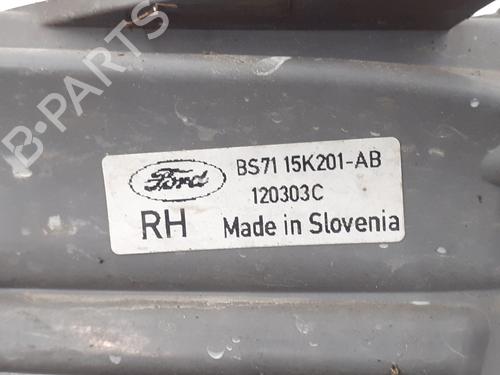 B-PARTS
Ford
BS71 15K201-AB
120303C
RH
Made in Slovenia